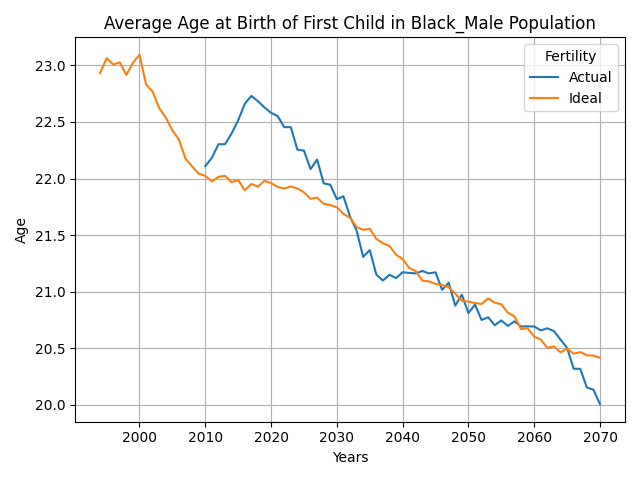 Average Age at Birth of First Child in Black_Male Population
Fertility
Actual
Ideal
Age
23.0
22.5
22.0
21.5
21.0
20.5
20.0
2000 2010 2020 2030 2040 2050 2060 2070
Years